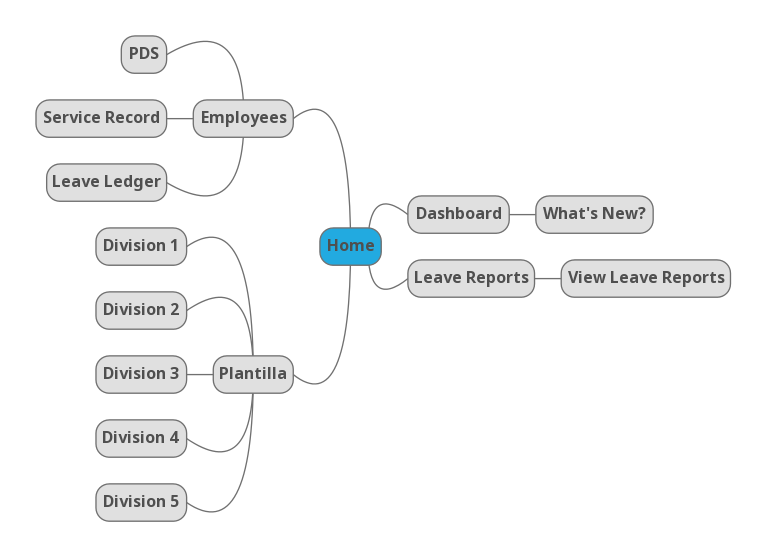 PDS
Service Record
Employees
Leave Ledger
Dashboard
What's New?
Division 1
Home
Leave Reports
View Leave Reports
Division 2
Division 3
Plantilla
Division 4
Division 5